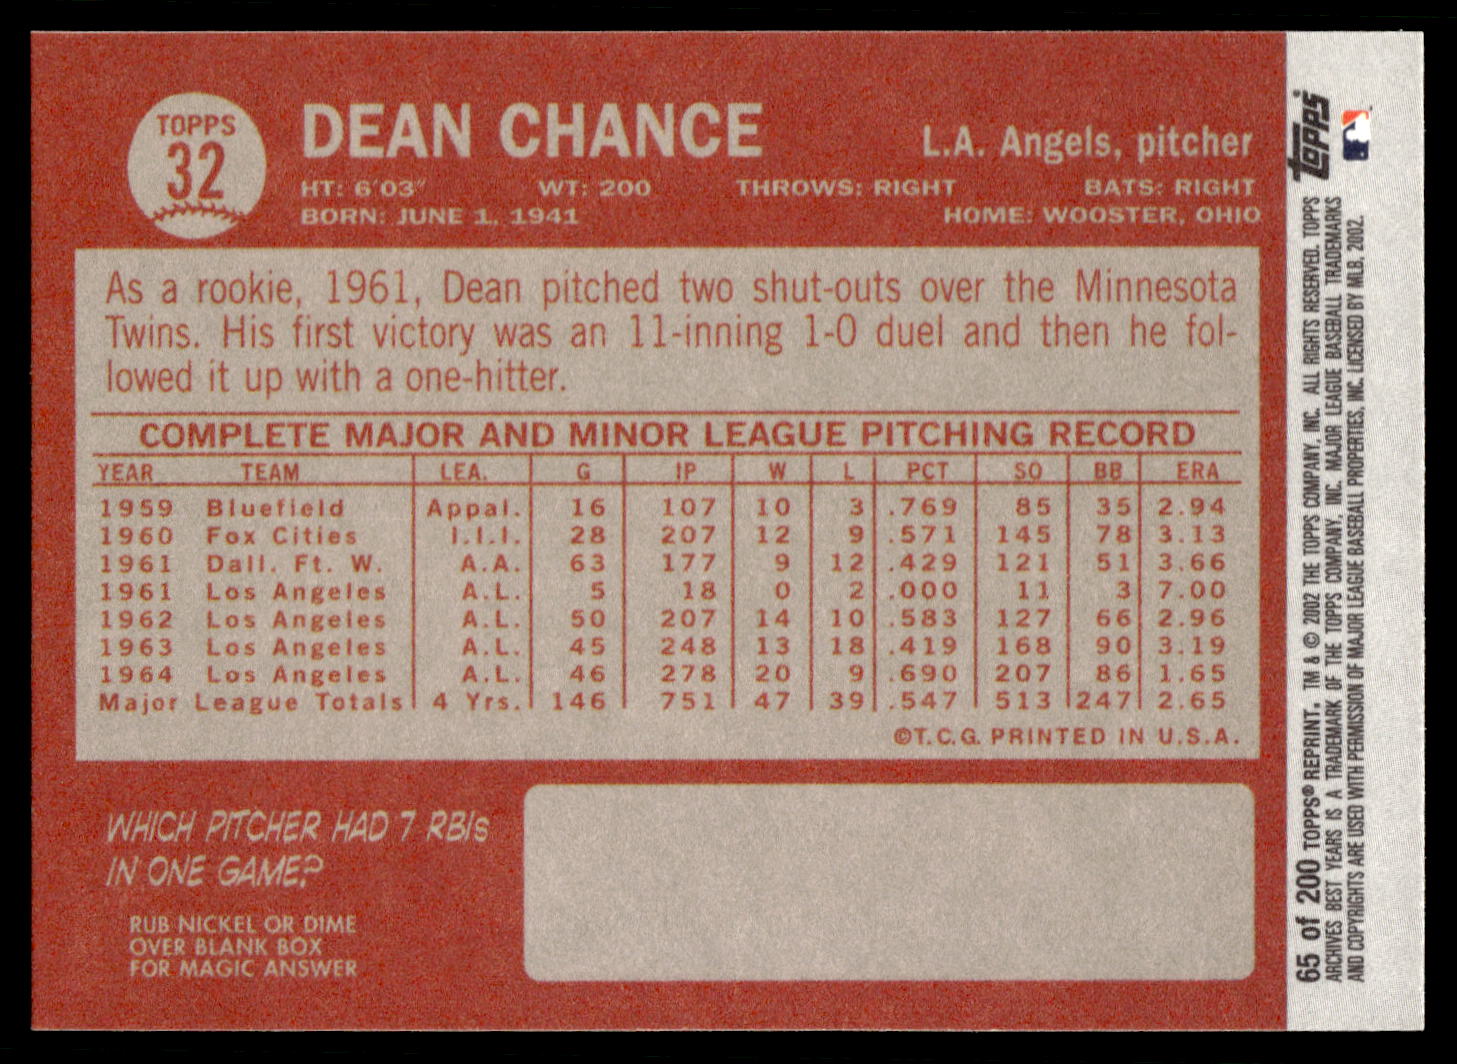 TOPPS
32
DEAN CHANCE
L.A. Angels, pitcher
HT: 6'03" WT: 200 THROWS: RIGHT BATS: RIGHT
BORN: JUNE 1, 1941 HOME: WOOSTER, OHIO
As a rookie, 1961, Dean pitched two shut-outs over the Minnesota
Twins. His first victory was an 11-inning 1-0 duel and then he fol-
lowed it up with a one-hitter.
COMPLETE MAJOR AND MINOR LEAGUE PITCHING RECORD
YEAR TEAM LEA. G IP W L PCT SO BB ERA
1959 Bluefield Appal. 16 107 10 3 .769 85 35 2.94
1960 Fox Cities I.I.I. 28 207 12 9 .571 145 78 3.13
1961 Dall. Ft. W. A.A. 63 177 9 12 .429 121 51 3.66
1961 Los Angeles A.L. 5 18 0 2 .000 11 3 7.00
1962 Los Angeles A.L. 50 207 14 10 .583 127 66 2.96
1963 Los Angeles A.L. 45 248 13 18 .419 168 90 3.19
1964 Los Angeles A.L. 46 278 20 9 .690 207 86 1.65
Major League Totals 4 Yrs. 146 751 47 39 .547 513 247 2.65
©T.C.G. PRINTED IN U.S.A.
WHICH PITCHER HAD 7 RBIs
IN ONE GAME?
RUB NICKEL OR DIME
OVER BLANK BOX
FOR MAGIC ANSWER
Topps®
65 of 200 TOPPS® REPRINT. TM & © 2002 THE TOPPS COMPANY, INC. ALL RIGHTS RESERVED. TOPPS
ARCHIVES BEST YEARS IS A TRADEMARK OF THE TOPPS COMPANY, INC. MAJOR LEAGUE BASEBALL TRADEMARKS
AND COPYRIGHTS ARE USED WITH PERMISSION OF MAJOR LEAGUE BASEBALL PROPERTIES, INC. LICENSED BY MLB, 2002.